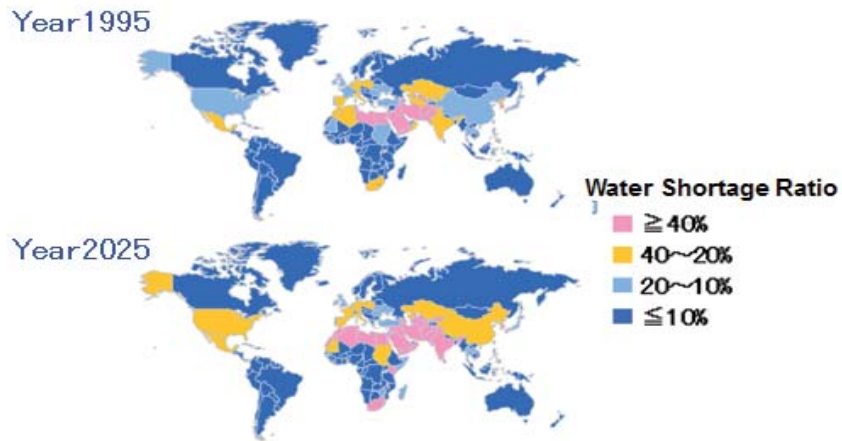 Year1995
Water Shortage Ratio
≧40%
40～20%
20～10%
≦10%
Year2025